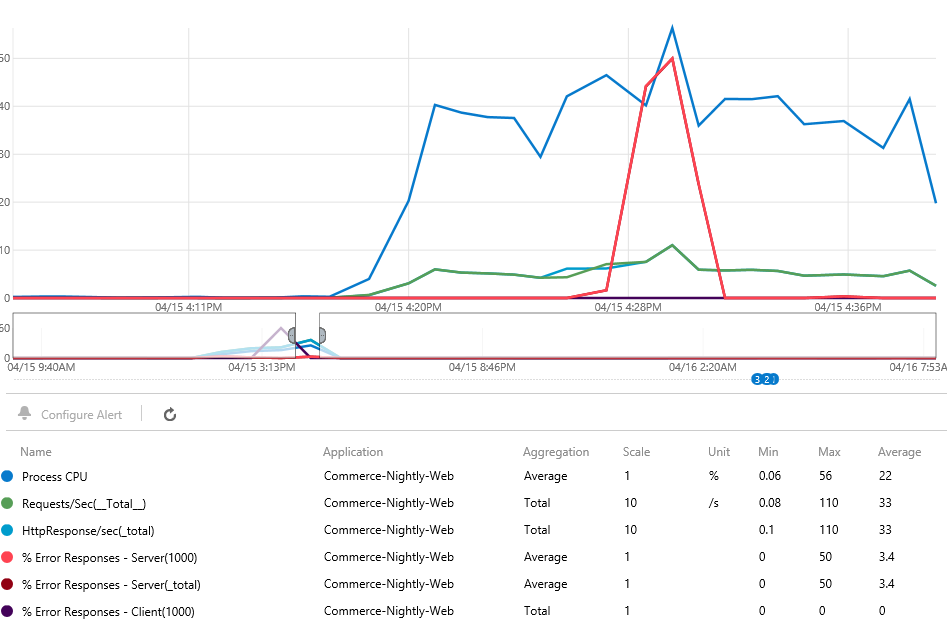 50
40
30
20
10
0
04/15 4:11PM 04/15 4:20PM 04/15 4:28PM 04/15 4:36PM
50
0
04/15 9:40AM 04/15 3:13PM 04/15 8:46PM 04/16 2:20AM 04/16 7:53A
3 2
Configure Alert
Name Application Aggregation Scale Unit Min Max Average
Process CPU Commerce-Nightly-Web Average 1 % 0.06 56 22
Requests/Sec(__Total__) Commerce-Nightly-Web Total 10 /s 0.08 110 33
HttpResponse/sec(_total) Commerce-Nightly-Web Total 10 0.1 110 33
% Error Responses - Server(1000) Commerce-Nightly-Web Average 1 0 50 3.4
% Error Responses - Server(_total) Commerce-Nightly-Web Average 1 0 50 3.4
% Error Responses - Client(1000) Commerce-Nightly-Web Total 1 0 0 0